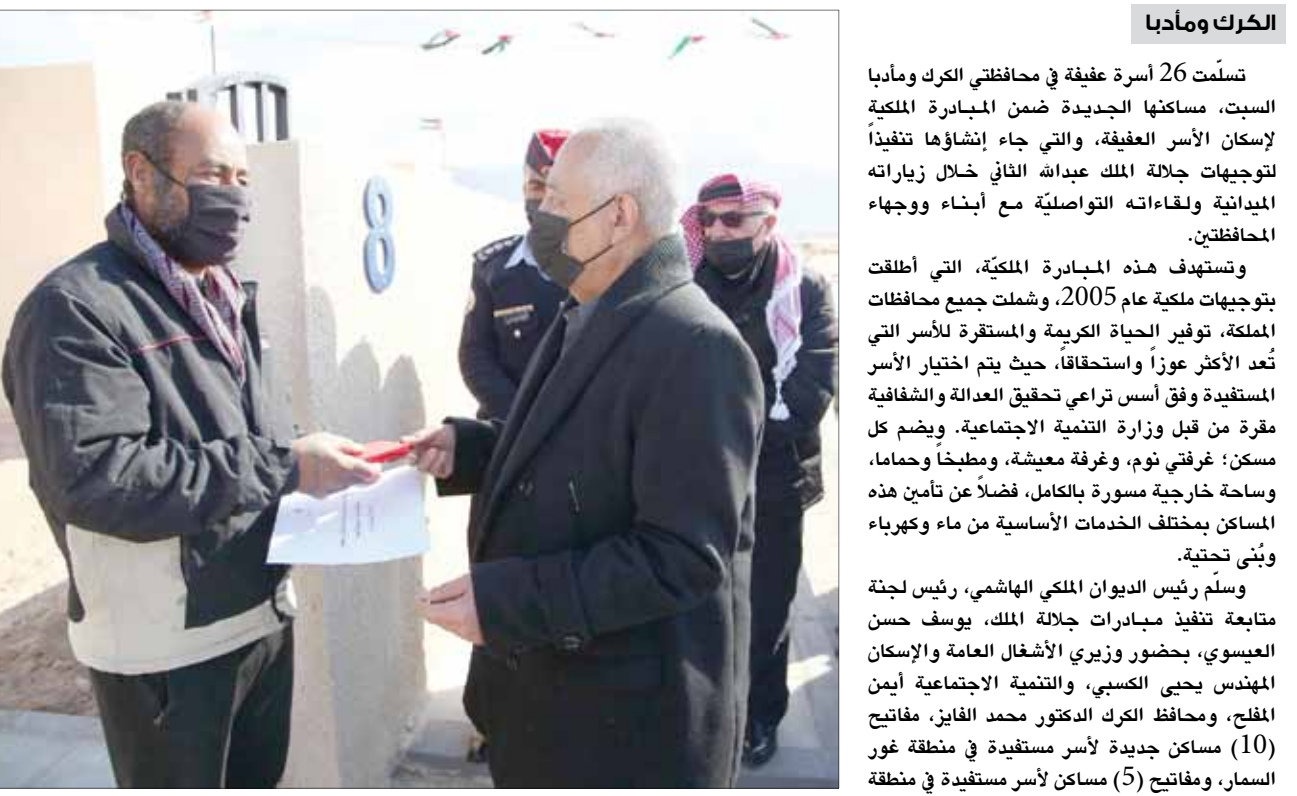 الكرك ومأدبا
تسلّمت 26 أسرة عفيفة في محافظتي الكرك ومأدبا
السبت، مساكنها الجديدة ضمن المبادرة الملكية
لإسكان الأسر العفيفة، والتي جاء إنشاؤها تنفيذاً
لتوجيهات جلالة الملك عبدالله الثاني خلال زياراته
الميدانية ولقاءاته التواصليّة مع أبناء ووجهاء
المحافظتين.
وتستهدف هذه المبادرة الملكيّة، التي أطلقت
بتوجيهات ملكية عام 2005، وشملت جميع محافظات
المملكة، توفير الحياة الكريمة والمستقرة للأسر التي
تُعد الأكثر عوزاً واستحقاقاً، حيث يتم اختيار الأسر
المستفيدة وفق أسس تراعي تحقيق العدالة والشفافية
مقرة من قبل وزارة التنمية الاجتماعية. ويضم كل
مسكن؛ غرفتي نوم، وغرفة معيشة، ومطبخاً وحماما،
وساحة خارجية مسورة بالكامل، فضلاً عن تأمين هذه
المساكن بمختلف الخدمات الأساسية من ماء وكهرباء
وبُنى تحتية.
وسلّم رئيس الديوان الملكي الهاشمي، رئيس لجنة
متابعة تنفيذ مبادرات جلالة الملك، يوسف حسن
العيسوي، بحضور وزيري الأشغال العامة والإسكان
المهندس يحيى الكسبي، والتنمية الاجتماعية أيمن
المفلح، ومحافظ الكرك الدكتور محمد الفايز، مفاتيح
(10) مساكن جديدة لأسر مستفيدة في منطقة غور
السمار، ومفاتيح (5) مساكن لأسر مستفيدة في منطقة
8